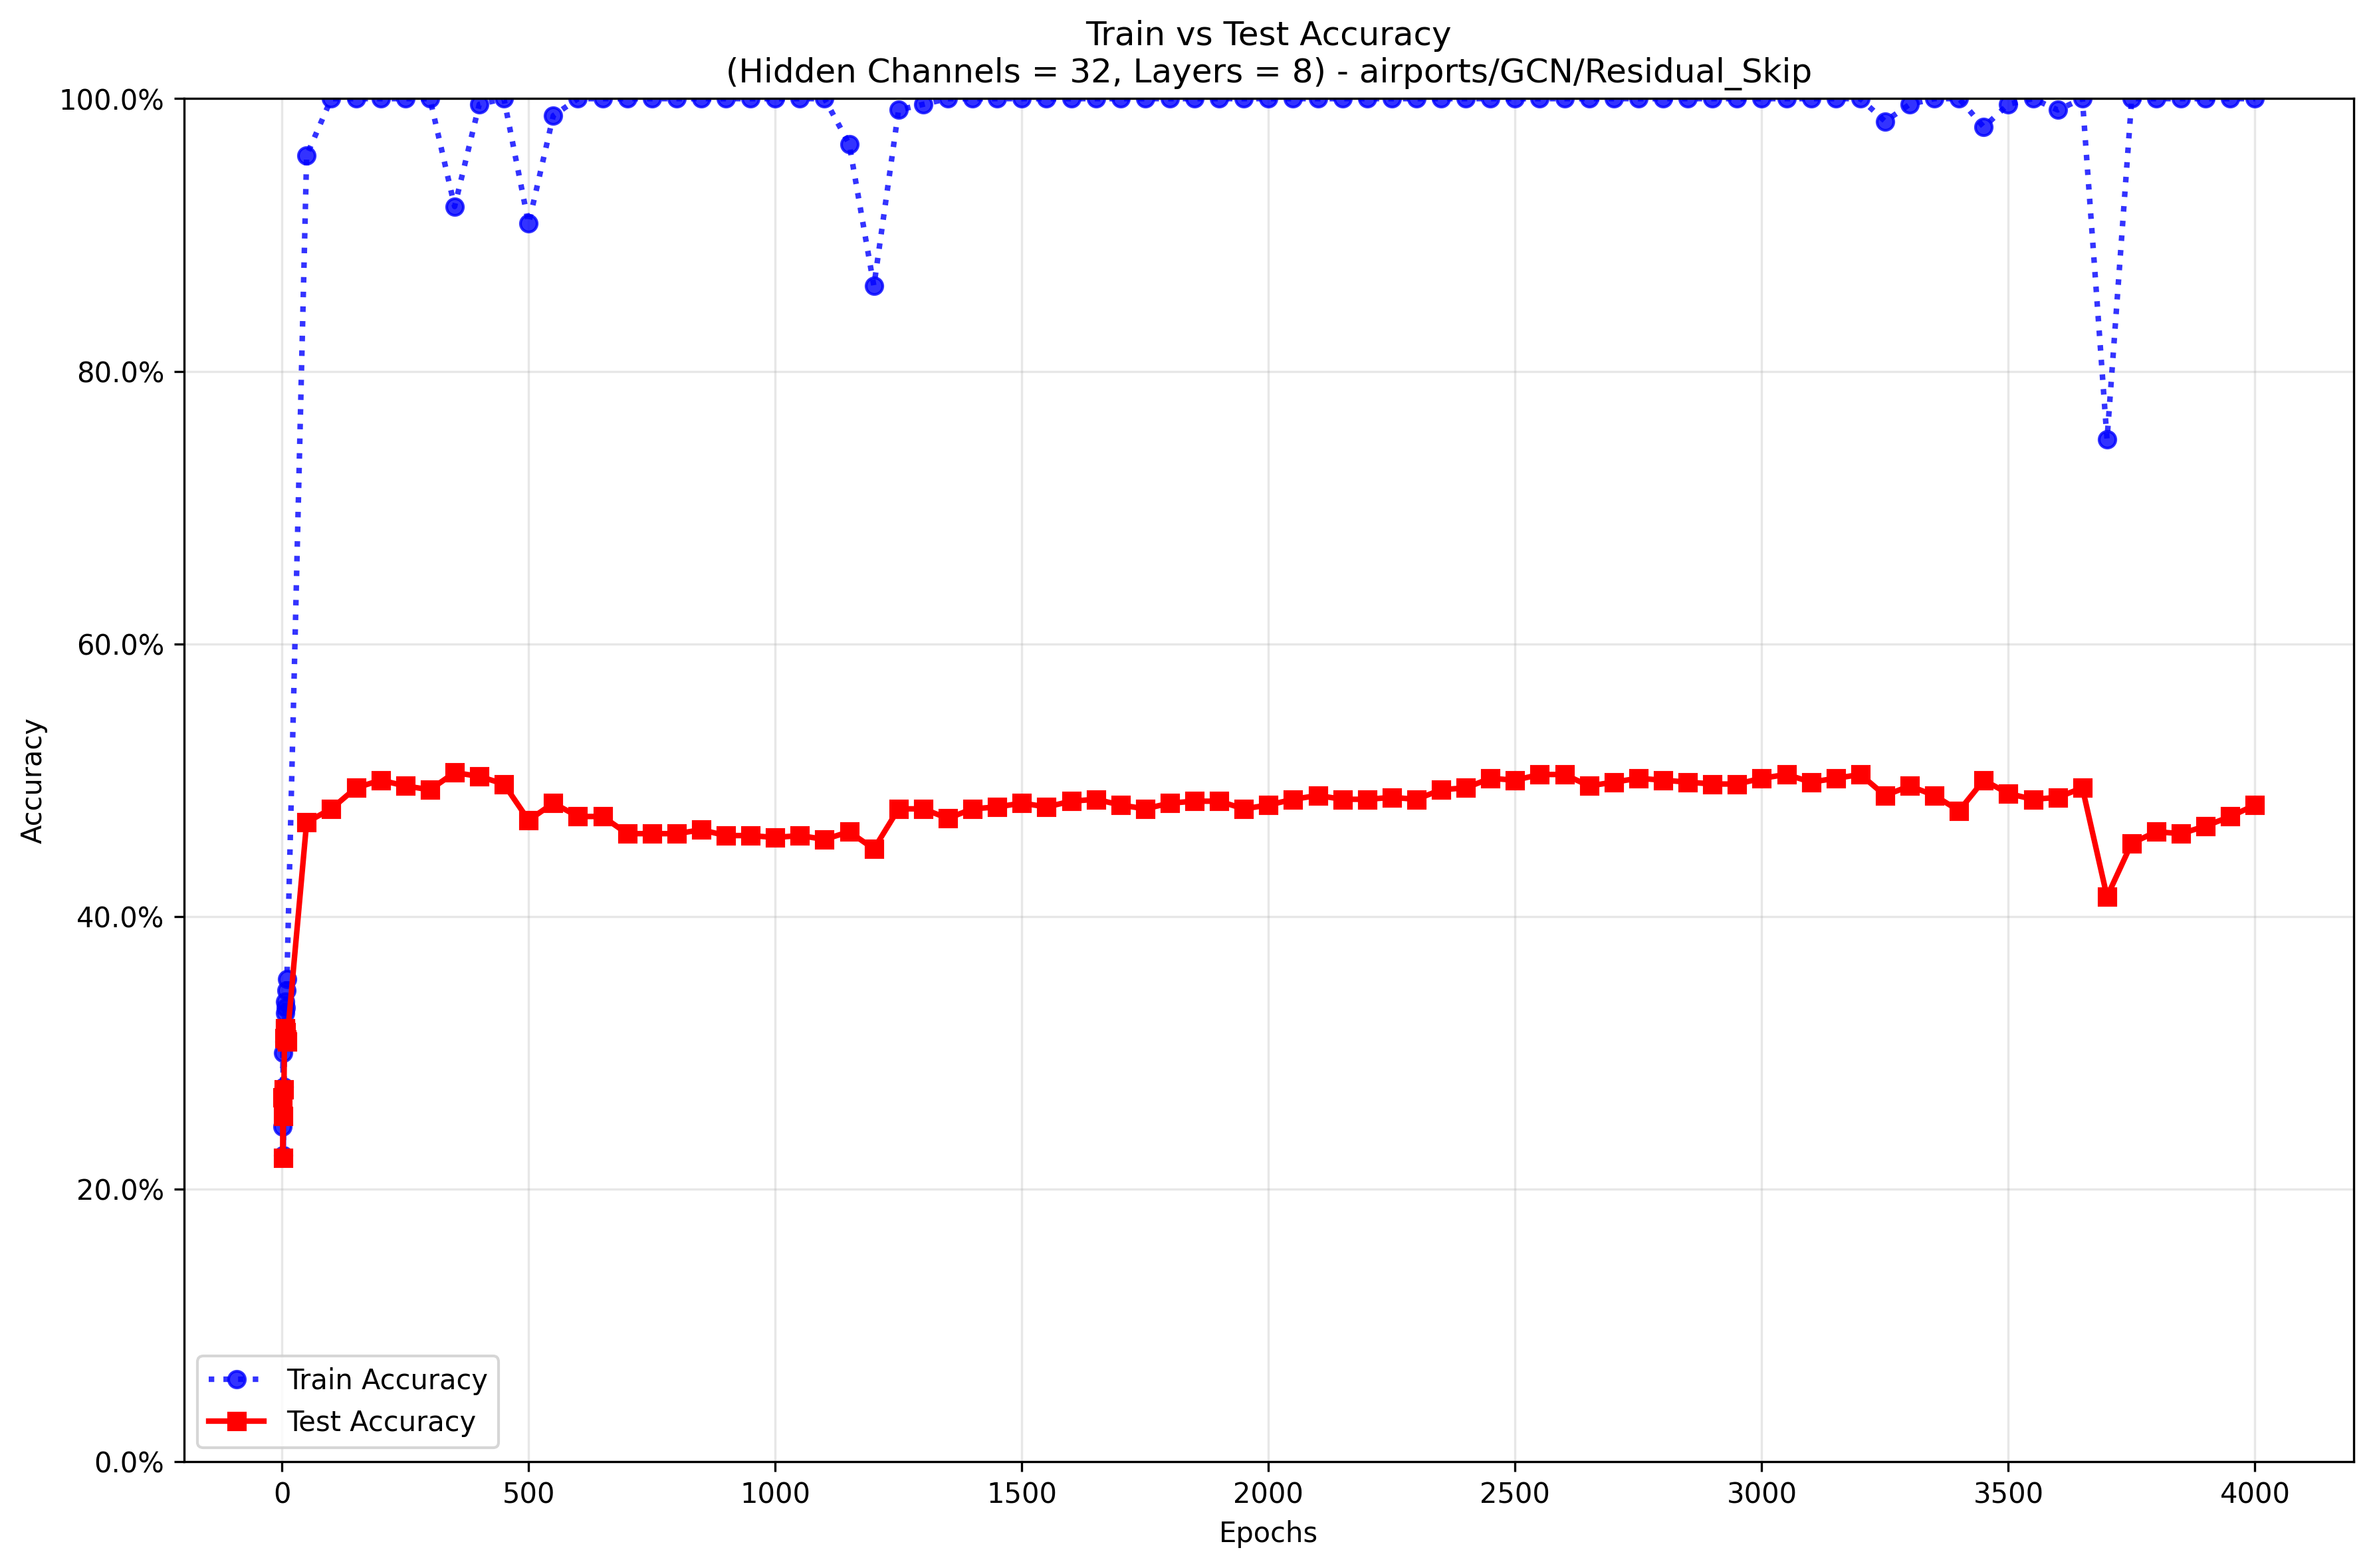 Train vs Test Accuracy
(Hidden Channels = 32, Layers = 8) - airports/GCN/Residual_Skip
100.0%
80.0%
60.0%
40.0%
20.0%
0.0%
Accuracy
Train Accuracy
Test Accuracy
0 500 1000 1500 2000 2500 3000 3500 4000
Epochs